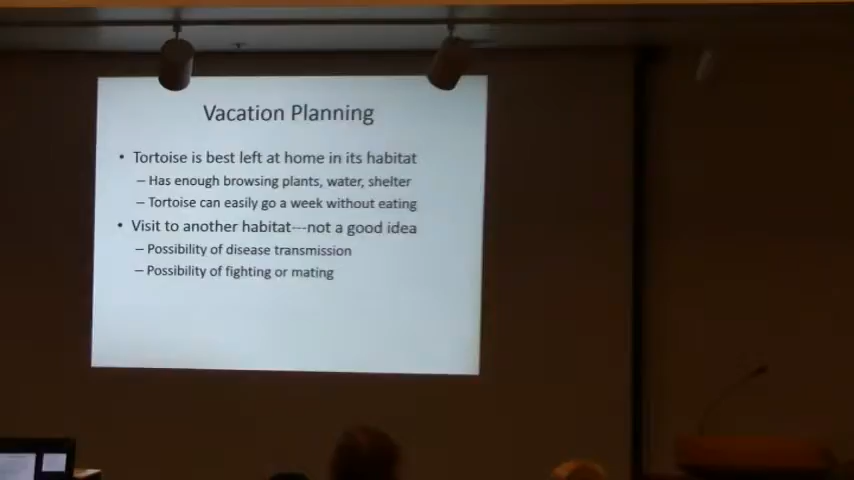 Vacation Planning
• Tortoise is best left at home in its habitat
– Has enough browsing plants, water, shelter
– Tortoise can easily go a week without eating
• Visit to another habitat---not a good idea
– Possibility of disease transmission
– Possibility of fighting or mating